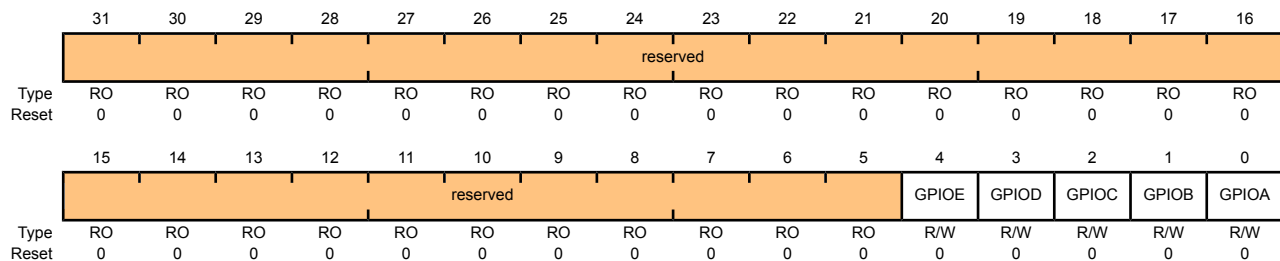 31 30 29 28 27 26 25 24 23 22 21 20 19 18 17 16
reserved
Type RO RO RO RO RO RO RO RO RO RO RO RO RO RO RO RO
Reset 0 0 0 0 0 0 0 0 0 0 0 0 0 0 0 0
15 14 13 12 11 10 9 8 7 6 5 4 3 2 1 0
reserved GPIOE GPIOD GPIOC GPIOB GPIOA
Type RO RO RO RO RO RO RO RO RO RO RO R/W R/W R/W R/W R/W
Reset 0 0 0 0 0 0 0 0 0 0 0 0 0 0 0 0